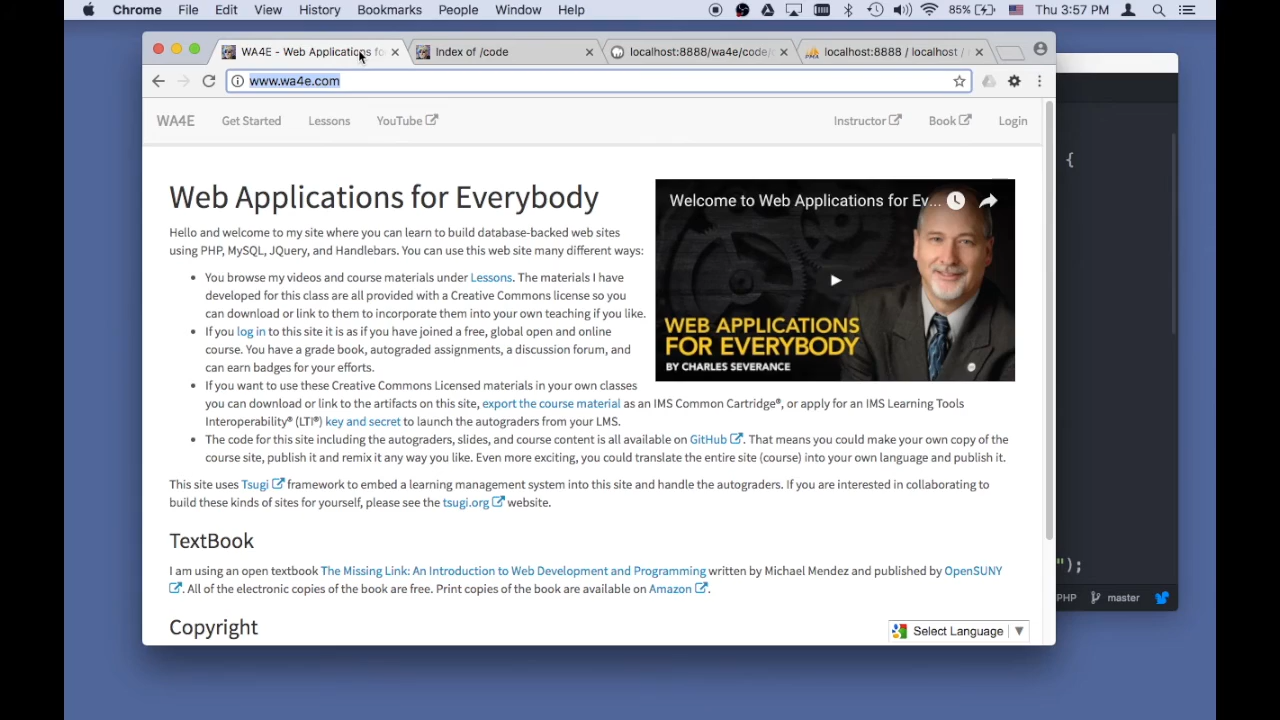 Chrome File Edit View History Bookmarks People Window Help 85% Thu 3:57 PM
WA4E - Web Applications fo
Index of /code
localhost:8888/wa4e/code/
localhost:8888 / localhost /
www.wa4e.com
WA4E Get Started Lessons YouTube Instructor Book Login
{
Web Applications for Everybody
Hello and welcome to my site where you can learn to build database-backed web sites
using PHP, MySQL, JQuery, and Handlebars. You can use this web site many different ways:
• You browse my videos and course materials under Lessons. The materials I have
developed for this class are all provided with a Creative Commons license so you
can download or link to them to incorporate them into your own teaching if you like.
• If you log in to this site it is as if you have joined a free, global open and online
course. You have a grade book, autograded assignments, a discussion forum, and
can earn badges for your efforts.
• If you want to use these Creative Commons Licensed materials in your own classes
you can download or link to the artifacts on this site, export the course material as an IMS Common Cartridge®, or apply for an IMS Learning Tools
Interoperability® (LTI®) key and secret to launch the autograders from your LMS.
• The code for this site including the autograders, slides, and course content is all available on GitHub. That means you could make your own copy of the
course site, publish it and remix it any way you like. Even more exciting, you could translate the entire site (course) into your own language and publish it.
Welcome to Web Applications for Ev...
WEB APPLICATIONS
FOR EVERYBODY
BY CHARLES SEVERANCE
This site uses Tsugi framework to embed a learning management system into this site and handle the autograders. If you are interested in collaborating to
build these kinds of sites for yourself, please see the tsugi.org website.
TextBook
I am using an open textbook The Missing Link: An Introduction to Web Development and Programming written by Michael Mendez and published by OpenSUNY
. All of the electronic copies of the book are free. Print copies of the book are available on Amazon.
Copyright
Select Language ▼
");
PHP master